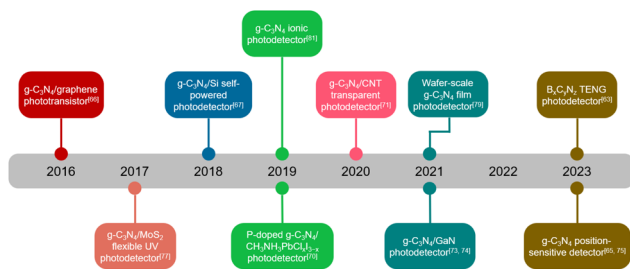 g-C₃N₄ ionic
photodetector[81]
g-C₃N₄/graphene
phototransistor[66]
g-C₃N₄/Si self-
powered
photodetector[67]
g-C₃N₄/CNT
transparent
photodetector[71]
Wafer-scale
g-C₃N₄ film
photodetector[79]
BₓCᵧN_z TENG
photodetector[63]
2016 2017 2018 2019 2020 2021 2022 2023
g-C₃N₄/MoS₂
flexible UV
photodetector
[77]
P-doped g-C₃N₄/
CH₃NH₃PbClₓI₃₋ₓ
photodetector
[70]
g-C₃N₄/GaN
photodetector[73, 74]
g-C₃N₄ position-
sensitive detector[65, 75]